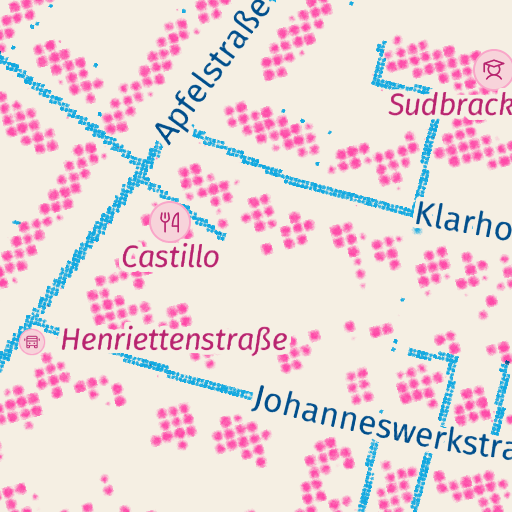 Apfelstraße
Sudbrack
Klarho
Castillo
Henriettenstraße
Johanneswerkstra